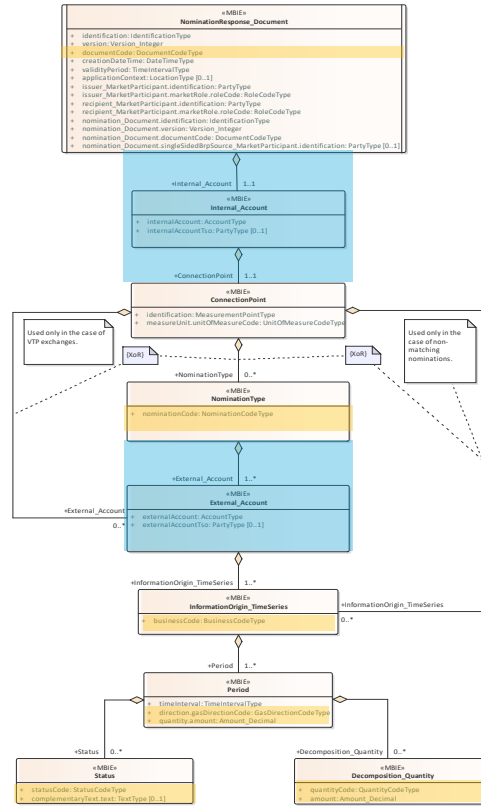 «MBIE»
NominationResponse_Document
+ identification: IdentificationType
+ version: Version_Integer
+ documentCode: DocumentCodeType
+ creationDateTime: DateTimeType
+ validityPeriod: TimeIntervalType
+ applicationContext: LocationType [0..1]
+ issuer_MarketParticipant.identification: PartyType
+ issuer_MarketParticipant.marketRole.roleCode: RoleCodeType
+ recipient_MarketParticipant.identification: PartyType
+ recipient_MarketParticipant.marketRole.roleCode: RoleCodeType
+ nomination_Document.identification: IdentificationType
+ nomination_Document.version: Version_Integer
+ nomination_Document.documentCode: DocumentCodeType
+ nomination_Document.singleSidedBrpSource_MarketParticipant.identification: PartyType [0..1]
+Internal_Account 1..1
«MBIE»
Internal_Account
+ internalAccount: AccountType
+ internalAccountTso: PartyType [0..1]
+ConnectionPoint 1..1
«MBIE»
ConnectionPoint
+ identification: MeasurementPointType
+ measureUnit.unitOfMeasureCode: UnitOfMeasureCodeType
Used only in the case of
VTP exchanges.
{XoR}
{XoR}
Used only in the
case of non-
matching
nominations.
+NominationType 0..*
«MBIE»
NominationType
+ nominationCode: NominationCodeType
+External_Account 1..*
«MBIE»
External_Account
+ externalAccount: AccountType
+ externalAccountTso: PartyType [0..1]
+External_Account
0..*
+InformationOrigin_TimeSeries 1..*
«MBIE»
InformationOrigin_TimeSeries
+ businessCode: BusinessCodeType
+InformationOrigin_TimeSeries
0..*
+Period 1..*
«MBIE»
Period
+ timeInterval: TimeIntervalType
+ direction.gasDirectionCode: GasDirectionCodeType
+ quantity.amount: Amount_Decimal
+Status 0..*
«MBIE»
Status
+ statusCode: StatusCodeType
+ complementaryText.text: TextType [0..1]
+Decomposition_Quantity 0..*
«MBIE»
Decomposition_Quantity
+ quantityCode: QuantityCodeType
+ amount: Amount_Decimal